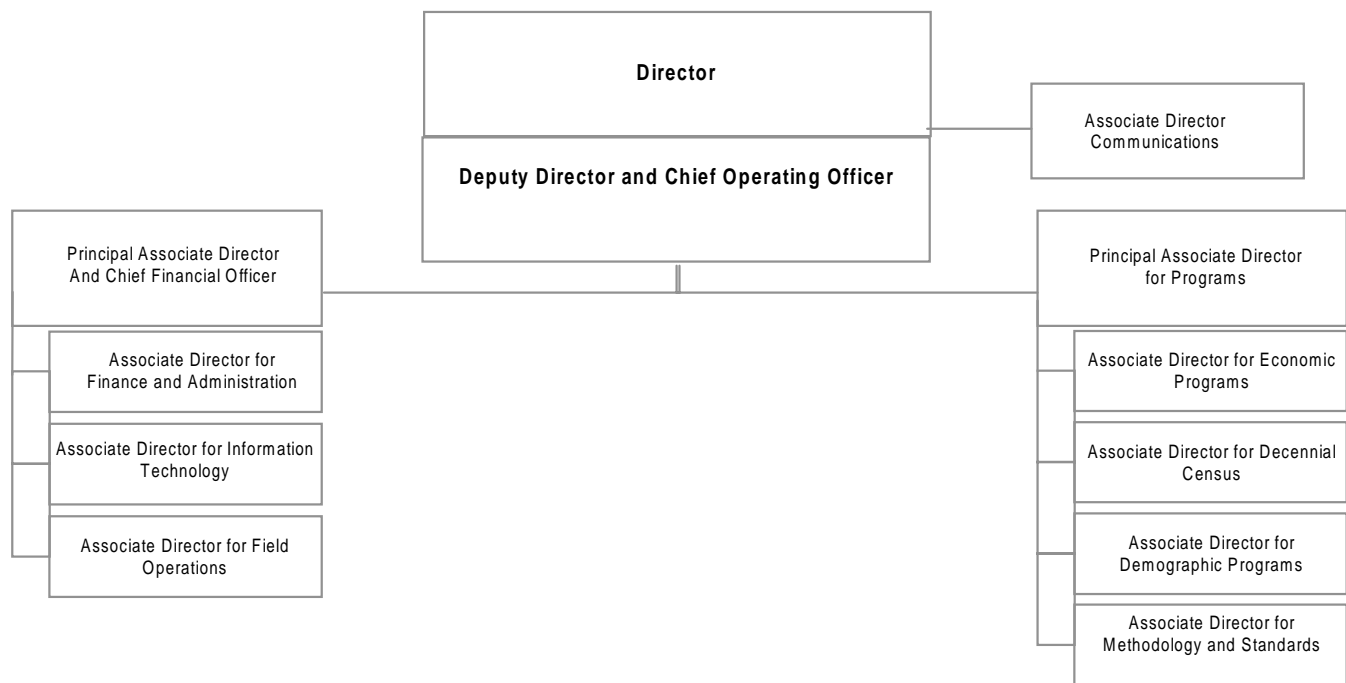 Director
Associate Director
Communications
Deputy Director and Chief Operating Officer
Principal Associate Director
And Chief Financial Officer
Principal Associate Director
for Programs
Associate Director for
Finance and Administration
Associate Director for Information
Technology
Associate Director for Field
Operations
Associate Director for Economic
Programs
Associate Director for Decennial
Census
Associate Director for
Demographic Programs
Associate Director for
Methodology and Standards